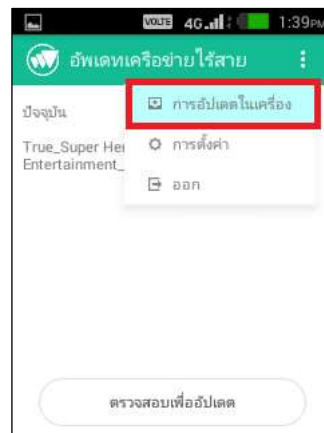 VOLTE 4G 1:39PM
อัพเดทเครือข่ายไร้สาย
ปัจจุบัน
การอัปเดตในเครื่อง
True_Super Her
Entertainment_
การตั้งค่า
ออก
ตรวจสอบเพื่ออัปเดต